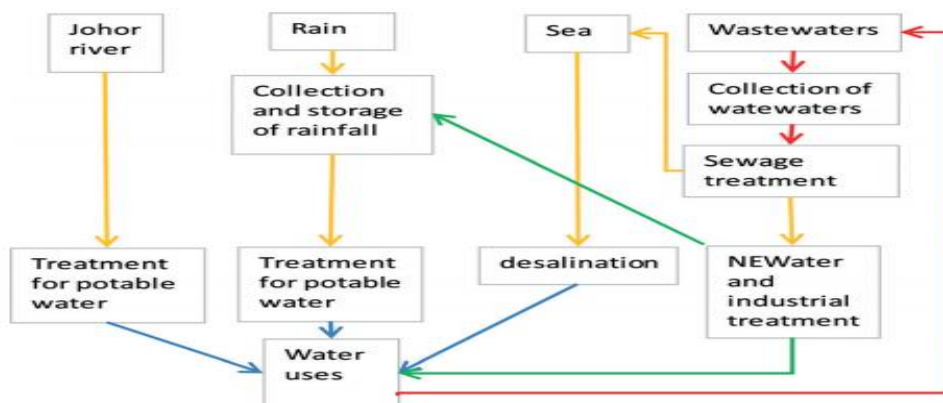 Johor
river
Rain
Sea
Wastewaters
Collection
and storage
of rainfall
Collection of
watewaters
Sewage
treatment
Treatment
for potable
water
Treatment
for potable
water
desalination
NEWater
and
industrial
treatment
Water
uses